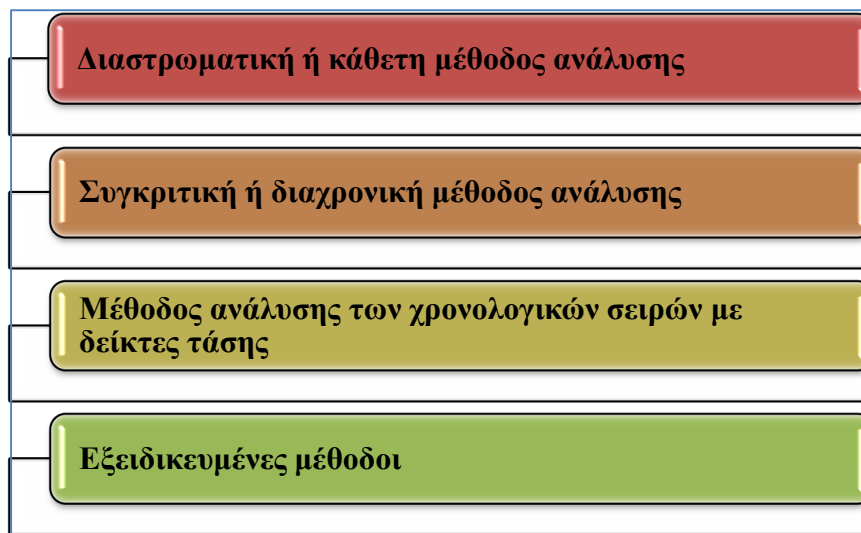 Διαστρωματική ή κάθετη μέθοδος ανάλυσης
Συγκριτική ή διαχρονική μέθοδος ανάλυσης
Μέθοδος ανάλυσης των χρονολογικών σειρών με
δείκτες τάσης
Εξειδικευμένες μέθοδοι